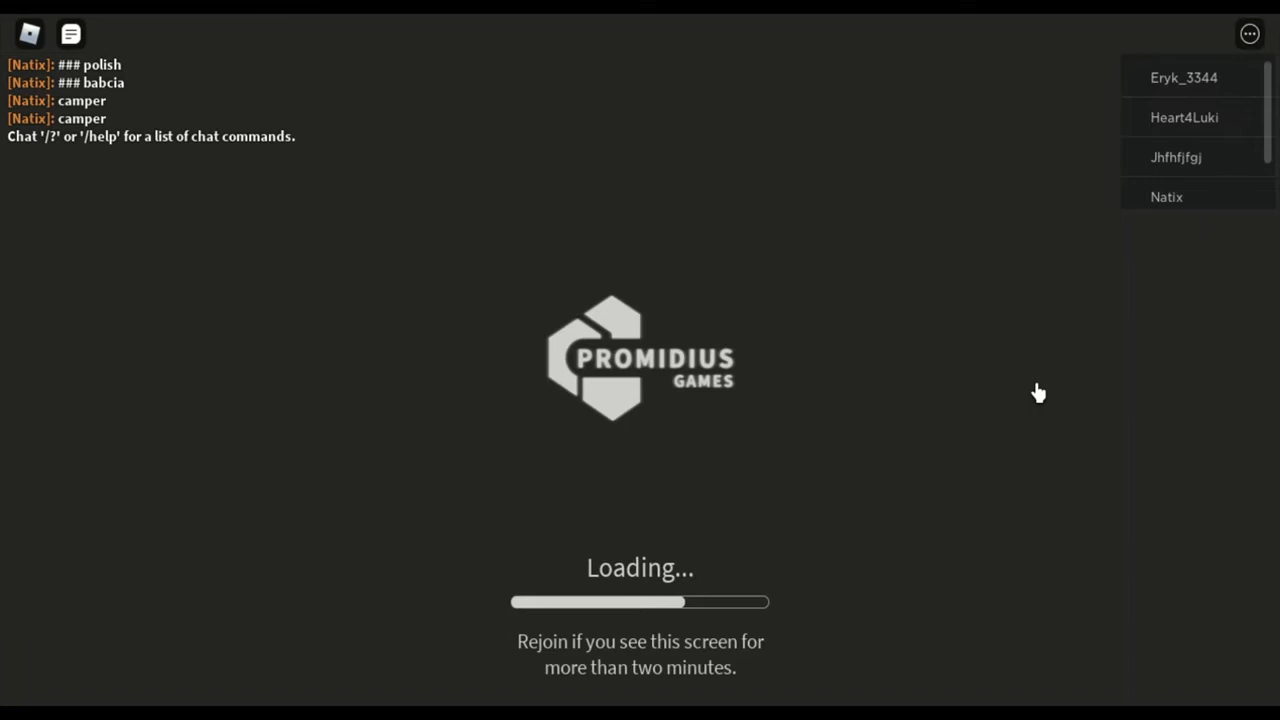 [Natix]: ### polish
[Natix]: ### babcia
[Natix]: camper
[Natix]: camper
Chat '/?' or '/help' for a list of chat commands.
Eryk_3344
Heart4Luki
Jhfhfjfgj
Natix
PROMIDIUS
GAMES
Loading...
Rejoin if you see this screen for
more than two minutes.